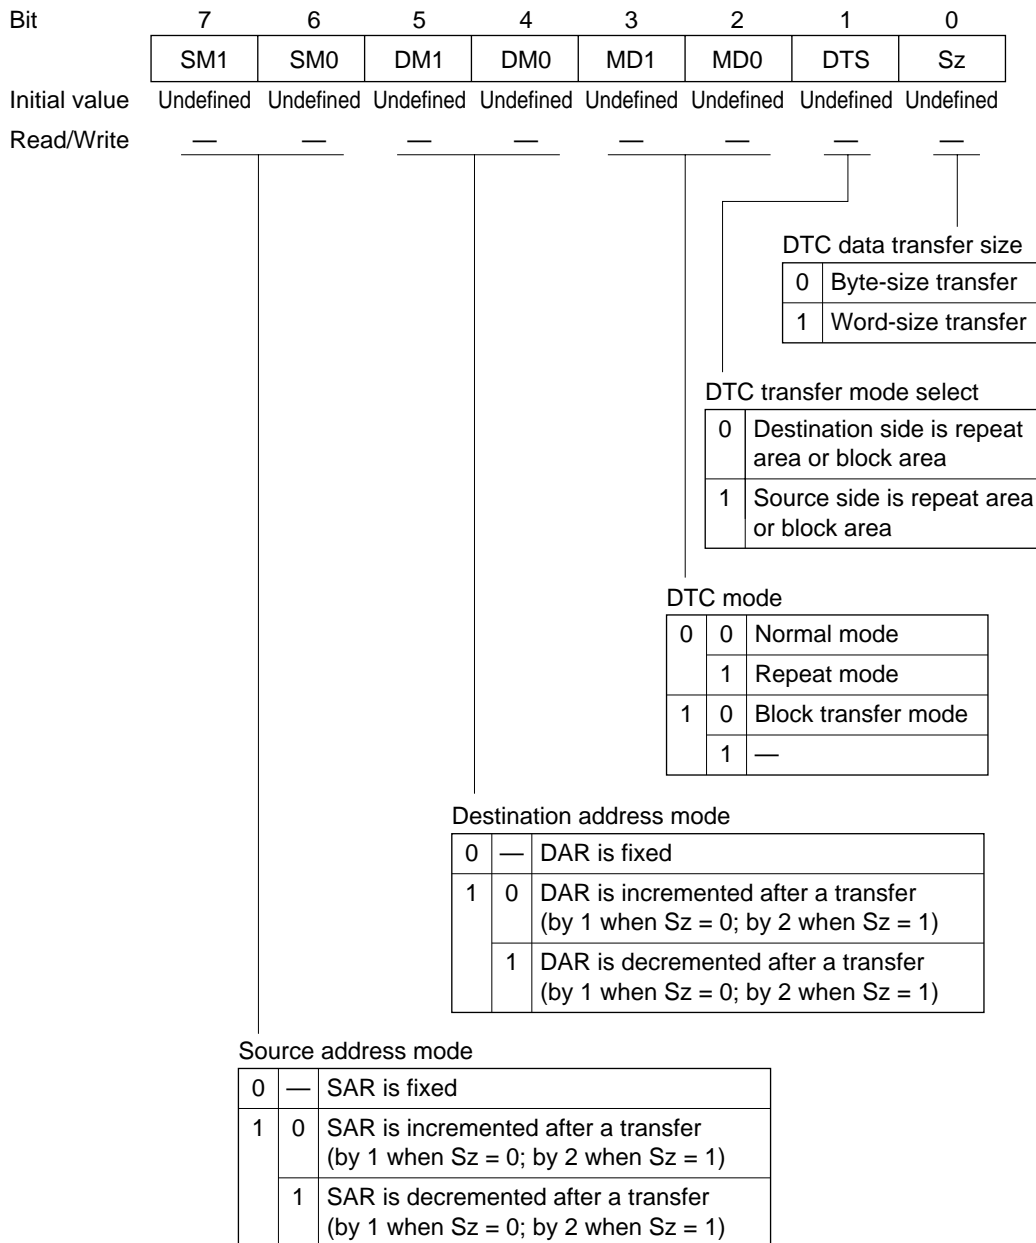 Bit 7 6 5 4 3 2 1 0
SM1 SM0 DM1 DM0 MD1 MD0 DTS Sz
Initial value Undefined Undefined Undefined Undefined Undefined Undefined Undefined Undefined
Read/Write — — — — — — — —
DTC data transfer size
0 Byte-size transfer
1 Word-size transfer
DTC transfer mode select
0 Destination side is repeat
area or block area
1 Source side is repeat area
or block area
DTC mode
0 0 Normal mode
1 Repeat mode
1 0 Block transfer mode
1 —
Destination address mode
0 — DAR is fixed
1 0 DAR is incremented after a transfer
(by 1 when Sz = 0; by 2 when Sz = 1)
1 DAR is decremented after a transfer
(by 1 when Sz = 0; by 2 when Sz = 1)
Source address mode
0 — SAR is fixed
1 0 SAR is incremented after a transfer
(by 1 when Sz = 0; by 2 when Sz = 1)
1 SAR is decremented after a transfer
(by 1 when Sz = 0; by 2 when Sz = 1)